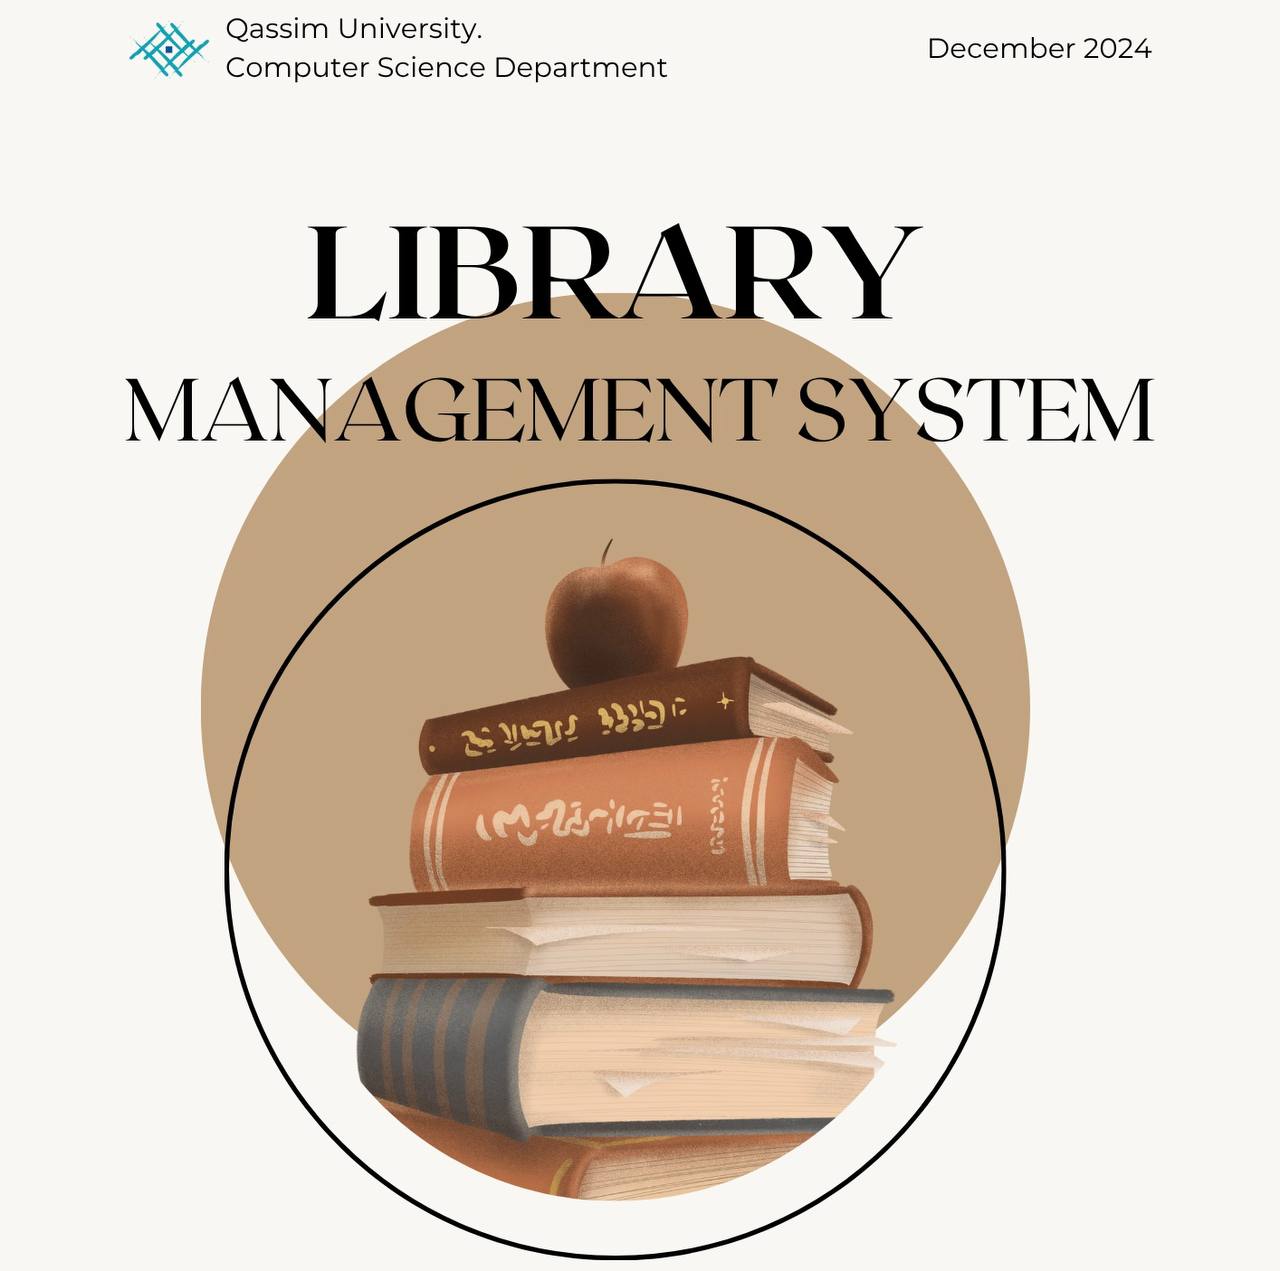 Qassim University.
Computer Science Department
December 2024
LIBRARY
MANAGEMENT SYSTEM